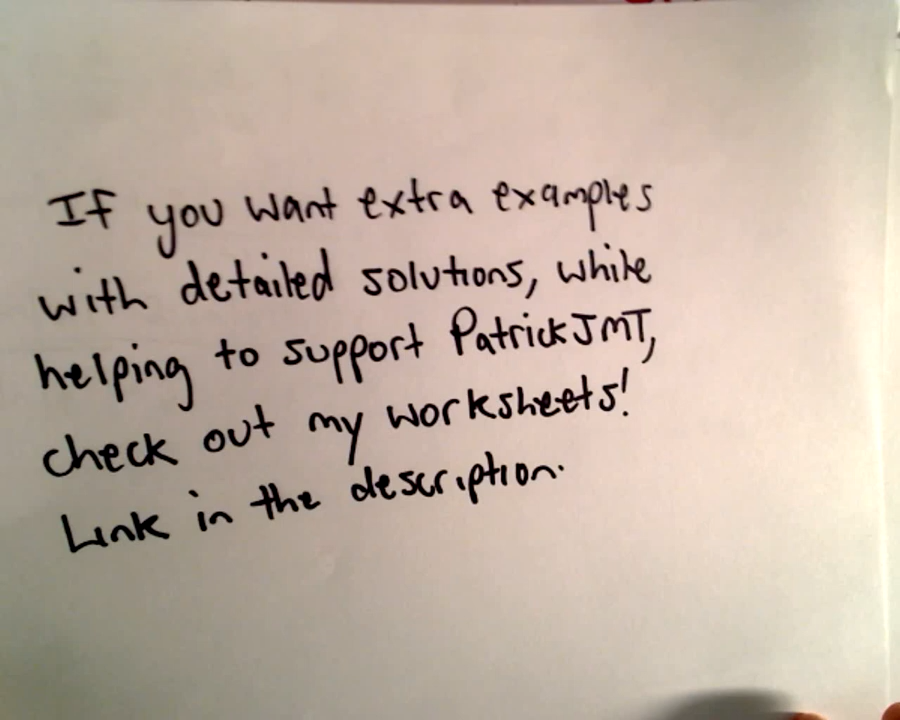 If you want extra examples
with detailed solutions, while
helping to support PatrickJMT,
check out my worksheets!
Link in the description.